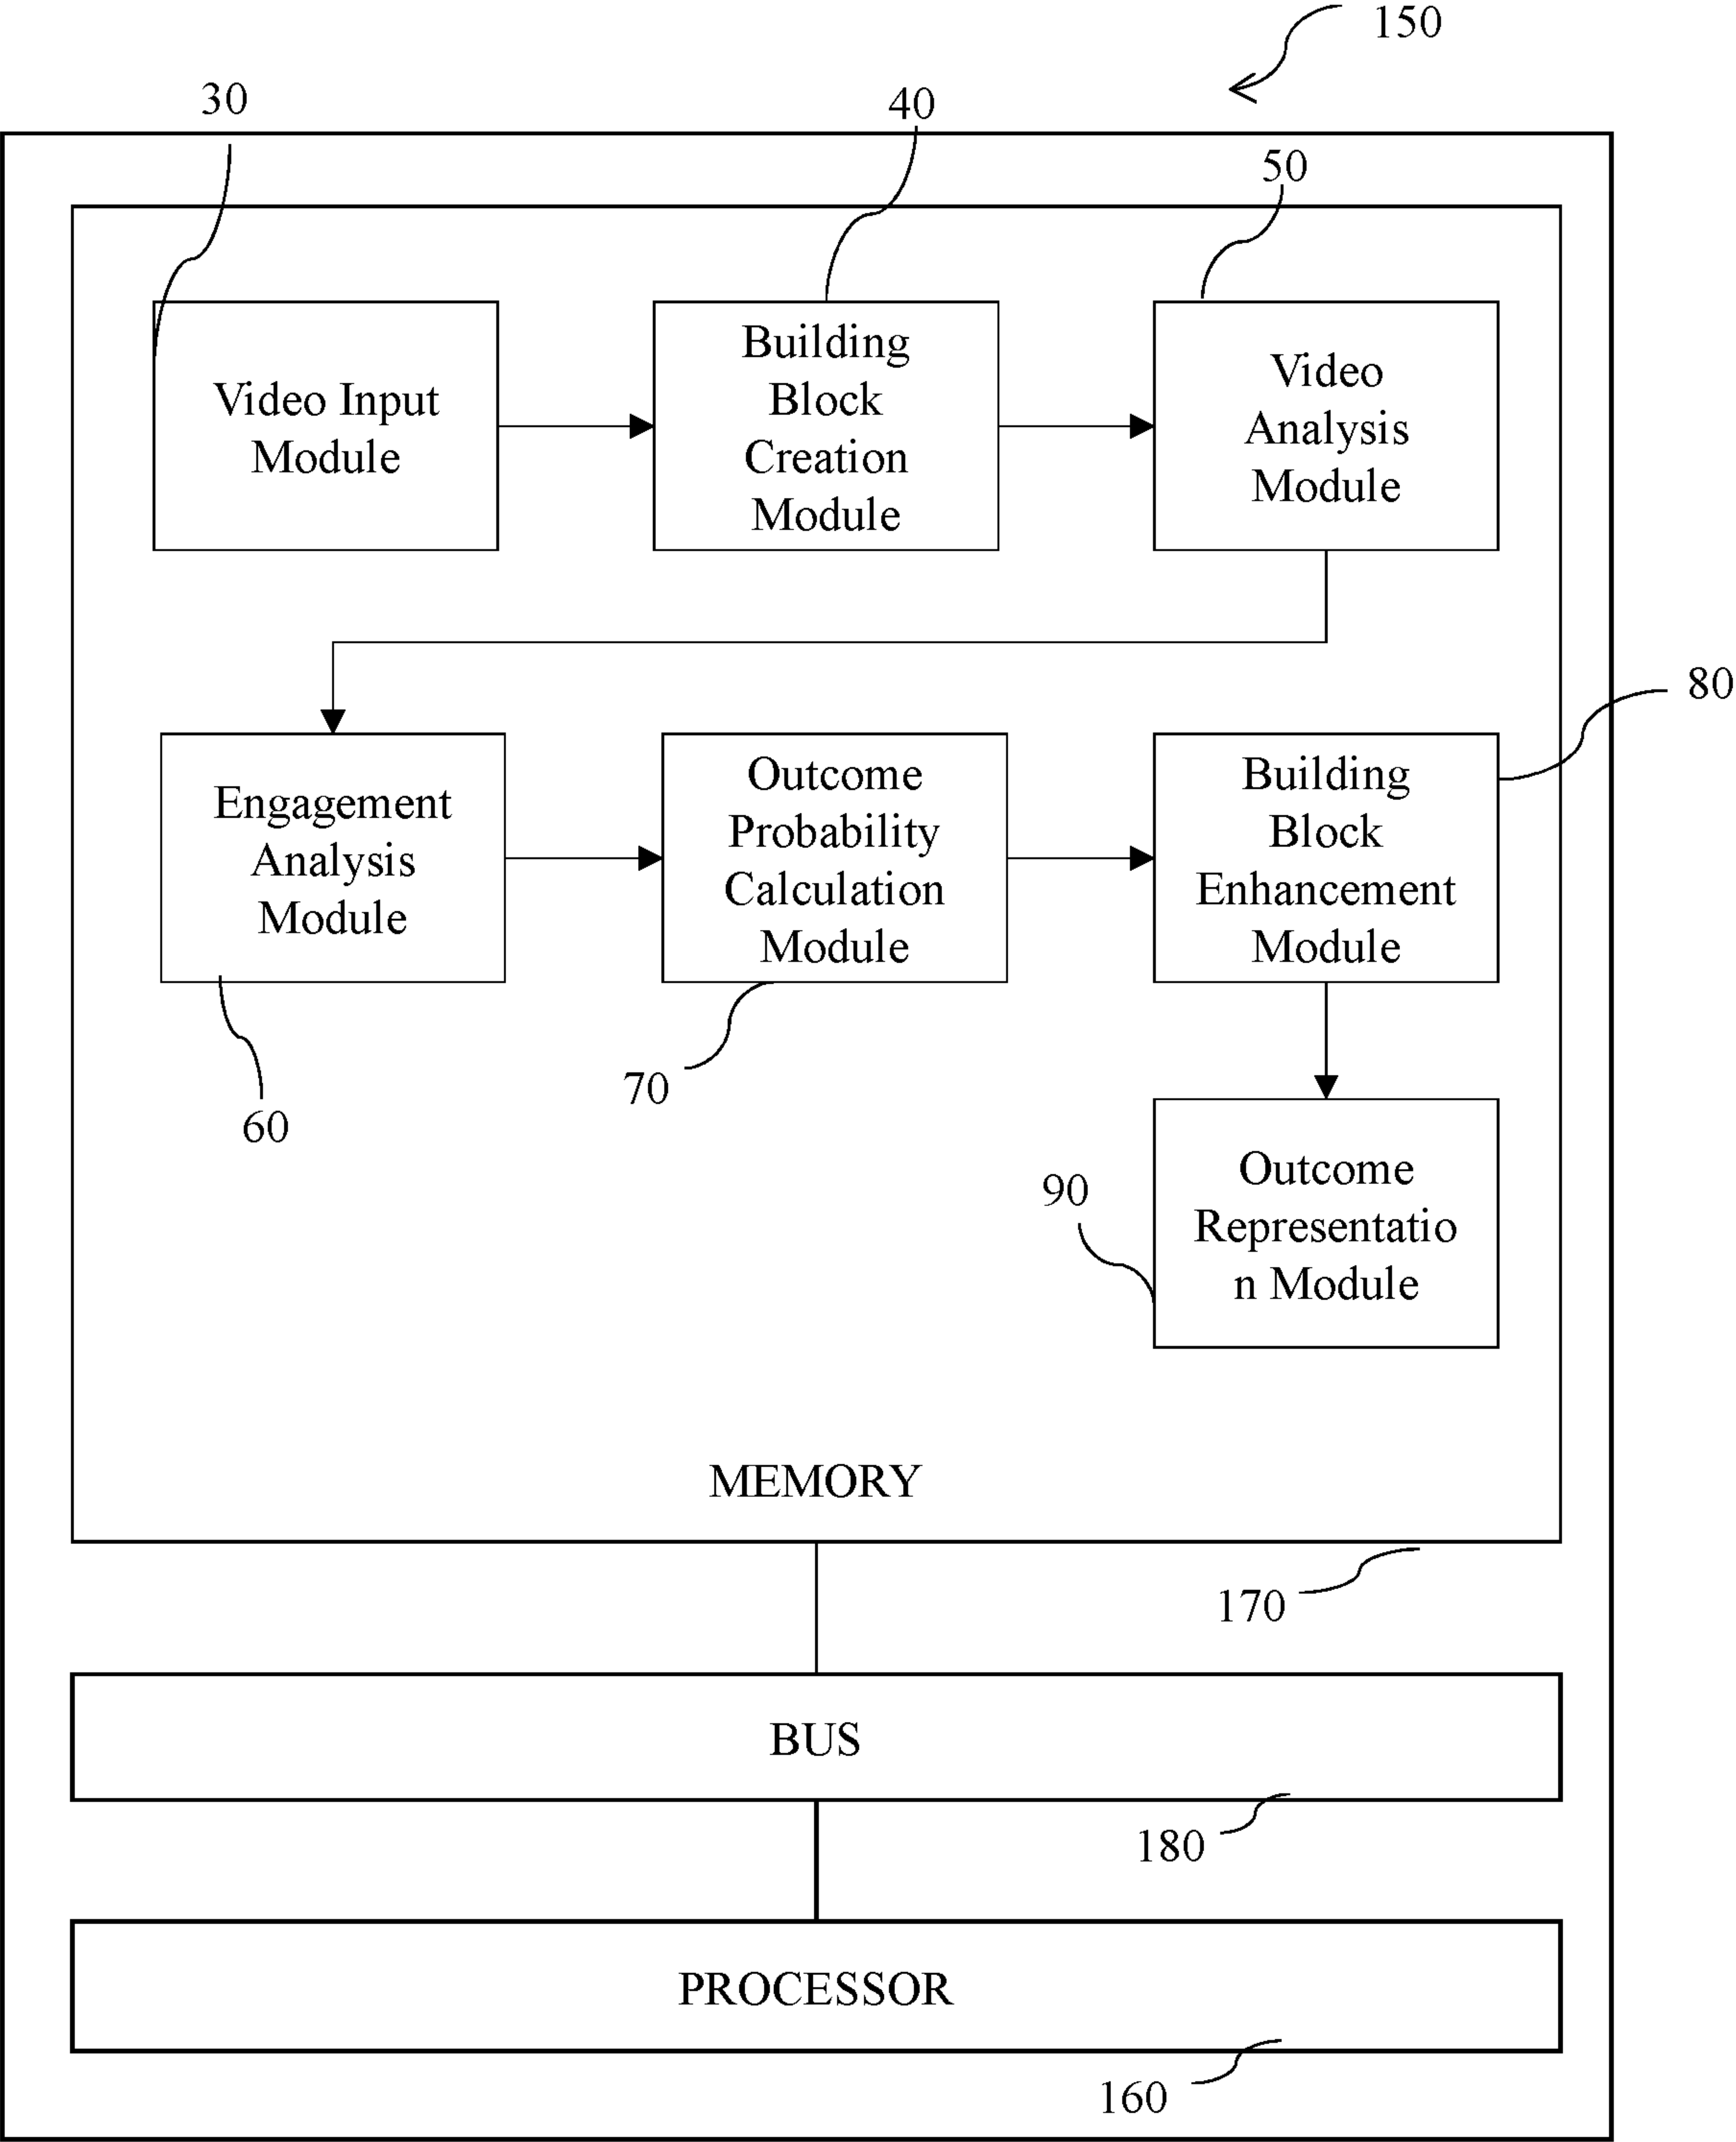 150
30
40
50
Video Input
Module
Building
Block
Creation
Module
Video
Analysis
Module
80
Engagement
Analysis
Module
Outcome
Probability
Calculation
Module
Building
Block
Enhancement
Module
60
70
90
Outcome
Representatio
n Module
MEMORY
170
BUS
180
PROCESSOR
160